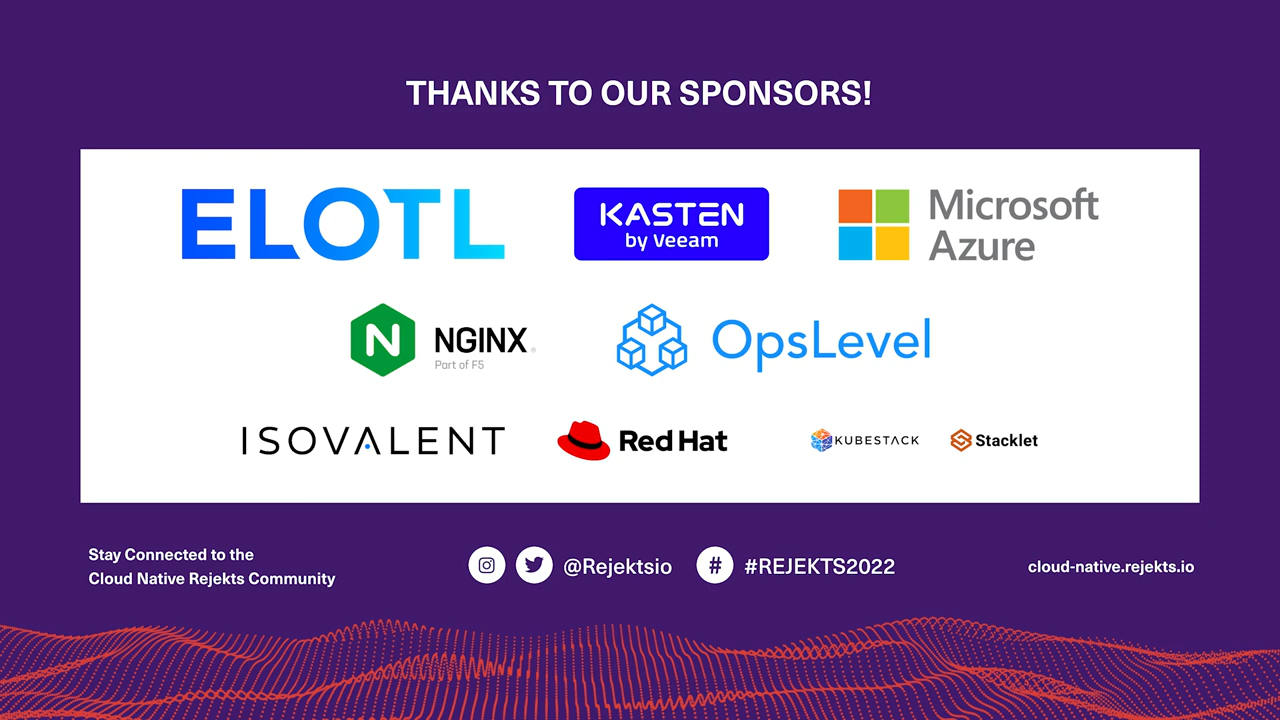 THANKS TO OUR SPONSORS!
ELOTL
KASTEN
by Veeam
Microsoft
Azure
N
NGINX
Part of F5
OpsLevel
ISOVALENT
Red Hat
KUBESTACK
Stacklet
Stay Connected to the
Cloud Native Rejekts Community
@Rejektsio
# #REJEKTS2022
cloud-native.rejekts.io